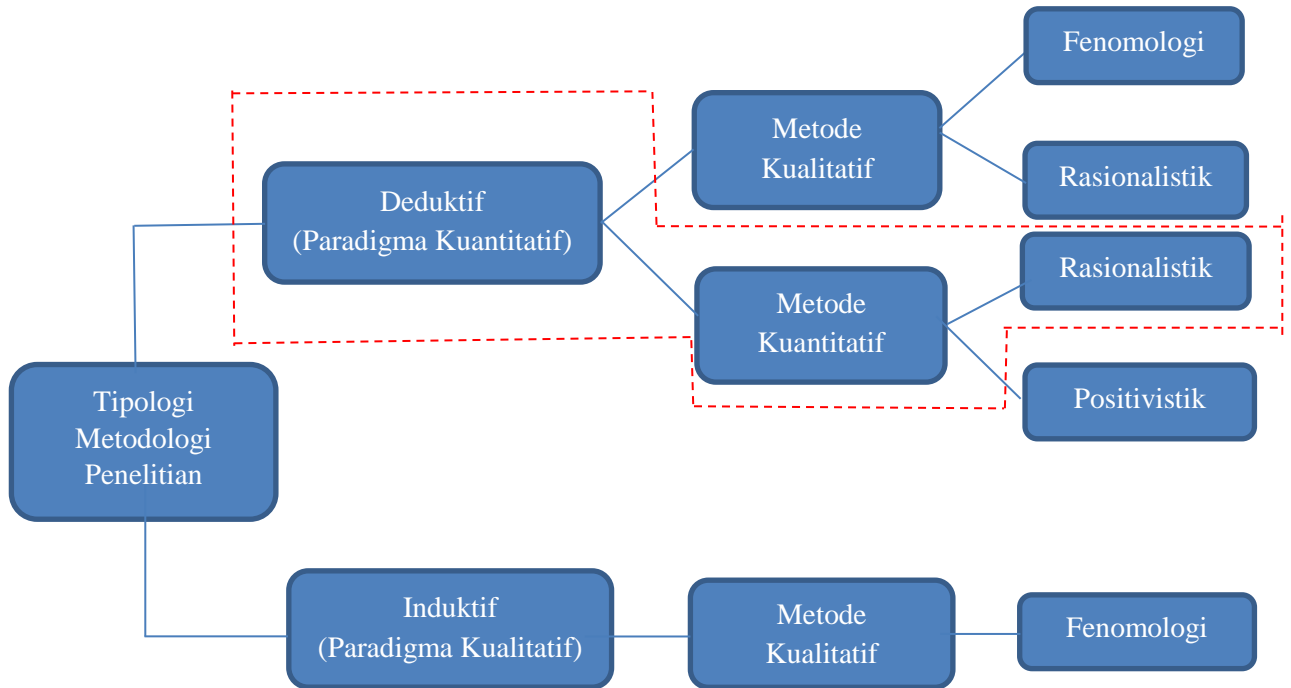 Fenomologi
Metode
Kualitatif
Rasionalistik
Deduktif
(Paradigma Kuantitatif)
Rasionalistik
Metode
Kuantitatif
Positivistik
Tipologi
Metodologi
Penelitian
Induktif
(Paradigma Kualitatif)
Metode
Kualitatif
Fenomologi